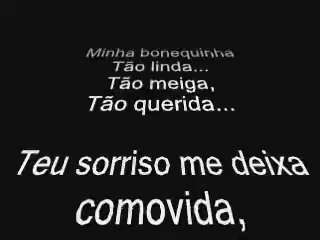 Minha bonequinha
Tão linda...
Tão meiga,
Tão querida...
Teu sorriso me deixa
comovida,